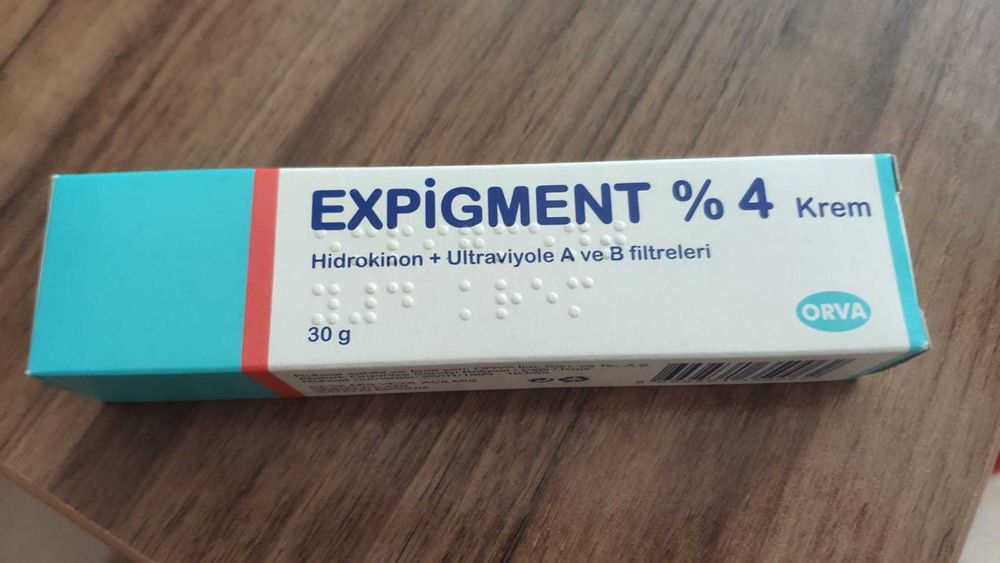 EXPiGMENT % 4 Krem
Hidrokinon + Ultraviyole A ve B filtreleri
30 g
ORVA